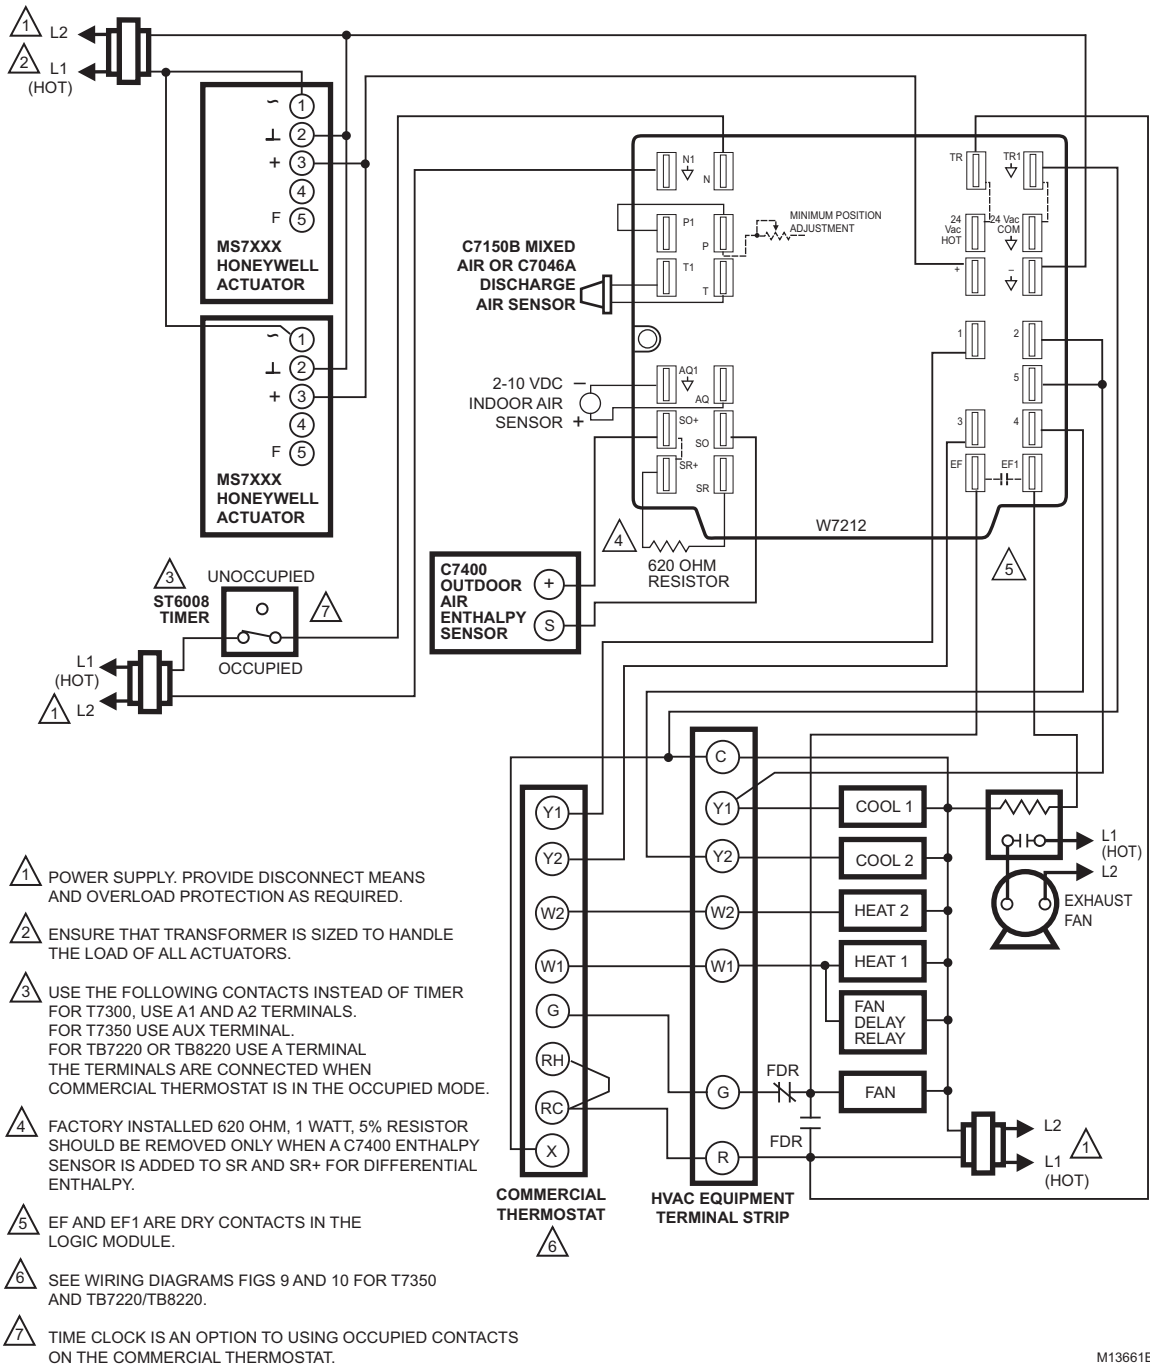 1 L2
2 L1
(HOT)
∼ 1
⊥ 2
+ 3
4
F 5
MS7XXX
HONEYWELL
ACTUATOR
∼ 1
⊥ 2
+ 3
4
F 5
MS7XXX
HONEYWELL
ACTUATOR
3
ST6008
TIMER
UNOCCUPIED
7
OCCUPIED
L1
(HOT)
1 L2
C7150B MIXED
AIR OR C7046A
DISCHARGE
AIR SENSOR
2-10 VDC −
INDOOR AIR
SENSOR +
N1
N
P1
P
MINIMUM POSITION
ADJUSTMENT
T1
T
AQ1
AQ
SO+
SO
SR+
SR
TR
TR1
24
Vac
HOT
24 Vac
COM
+
−
1
2
5
3
4
EF
EF1
W7212
4
620 OHM
RESISTOR
5
C7400
OUTDOOR
AIR
ENTHALPY
SENSOR
+
S
Y1
Y2
W2
W1
G
RH
RC
X
COMMERCIAL
THERMOSTAT
6
C
Y1
Y2
W2
W1
G
R
HVAC EQUIPMENT
TERMINAL STRIP
COOL 1
COOL 2
HEAT 2
HEAT 1
FAN
DELAY
RELAY
FDR
FAN
FDR
L1
(HOT)
L2
EXHAUST
FAN
L2
L1
(HOT)
1
1 POWER SUPPLY. PROVIDE DISCONNECT MEANS
AND OVERLOAD PROTECTION AS REQUIRED.
2 ENSURE THAT TRANSFORMER IS SIZED TO HANDLE
THE LOAD OF ALL ACTUATORS.
3 USE THE FOLLOWING CONTACTS INSTEAD OF TIMER
FOR T7300, USE A1 AND A2 TERMINALS.
FOR T7350 USE AUX TERMINAL.
FOR TB7220 OR TB8220 USE A TERMINAL
THE TERMINALS ARE CONNECTED WHEN
COMMERCIAL THERMOSTAT IS IN THE OCCUPIED MODE.
4 FACTORY INSTALLED 620 OHM, 1 WATT, 5% RESISTOR
SHOULD BE REMOVED ONLY WHEN A C7400 ENTHALPY
SENSOR IS ADDED TO SR AND SR+ FOR DIFFERENTIAL
ENTHALPY.
5 EF AND EF1 ARE DRY CONTACTS IN THE
LOGIC MODULE.
6 SEE WIRING DIAGRAMS FIGS 9 AND 10 FOR T7350
AND TB7220/TB8220.
7 TIME CLOCK IS AN OPTION TO USING OCCUPIED CONTACTS
ON THE COMMERCIAL THERMOSTAT.
M13661E